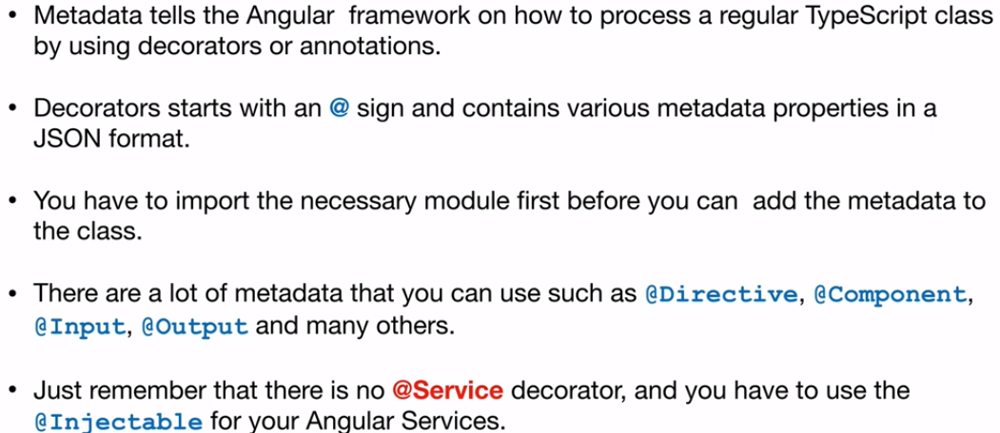 • Metadata tells the Angular  framework on how to process a regular TypeScript class
by using decorators or annotations.
• Decorators starts with an @ sign and contains various metadata properties in a
JSON format.
• You have to import the necessary module first before you can  add the metadata to
the class.
• There are a lot of metadata that you can use such as @Directive, @Component,
@Input, @Output and many others.
• Just remember that there is no @Service decorator, and you have to use the
@Injectable for your Angular Services.